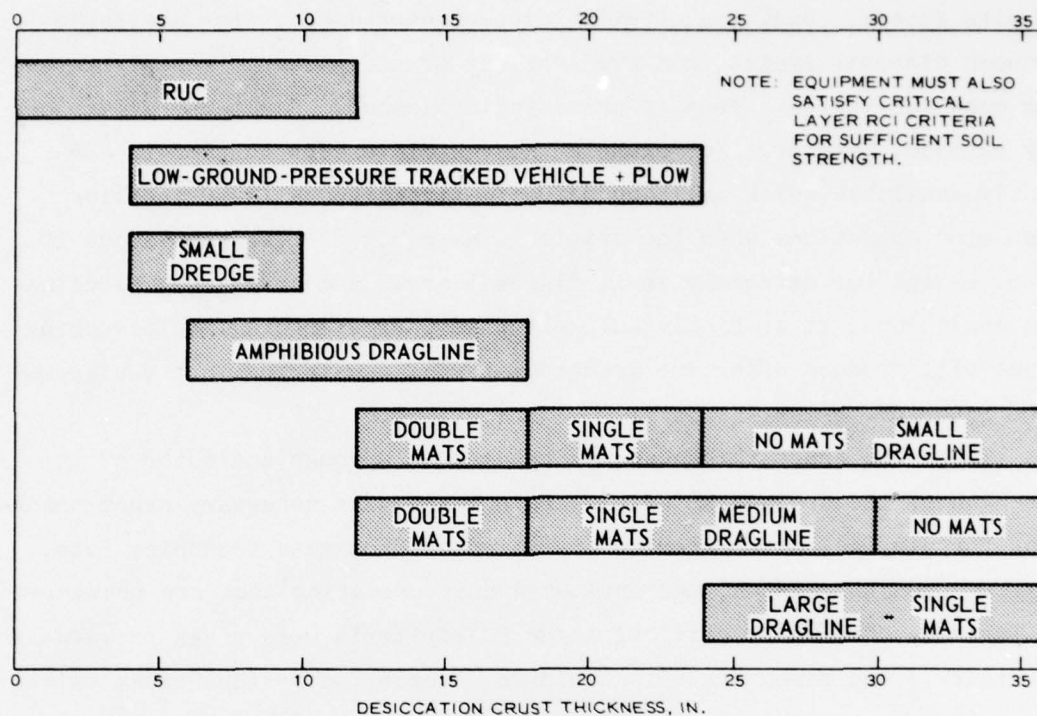 0 5 10 15 20 25 30 35
RUC
NOTE: EQUIPMENT MUST ALSO
SATISFY CRITICAL
LAYER RCI CRITERIA
FOR SUFFICIENT SOIL
STRENGTH.
LOW-GROUND-PRESSURE TRACKED VEHICLE + PLOW
SMALL
DREDGE
AMPHIBIOUS DRAGLINE
DOUBLE
MATS
SINGLE
MATS
NO MATS
SMALL
DRAGLINE
DOUBLE
MATS
SINGLE
MATS
MEDIUM
DRAGLINE
NO MATS
LARGE
DRAGLINE
-
SINGLE
MATS
0 5 10 15 20 25 30 35
DESICCATION CRUST THICKNESS, IN.